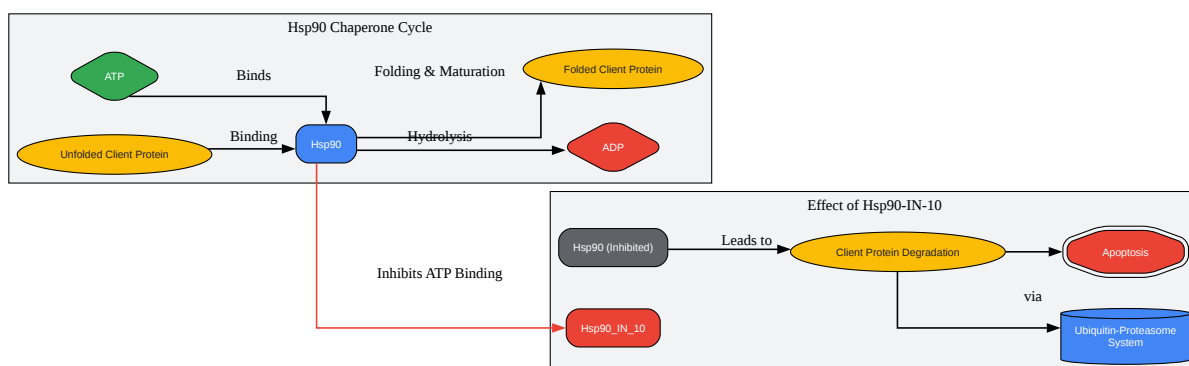 Hsp90 Chaperone Cycle
ATP
Binds
Folding & Maturation
Folded Client Protein
Unfolded Client Protein
Binding
Hsp90
Hydrolysis
ADP
Effect of Hsp90-IN-10
Hsp90 (Inhibited)
Leads to
Client Protein Degradation
Apoptosis
Inhibits ATP Binding
via
Hsp90_IN_10
Ubiquitin-Proteasome
System